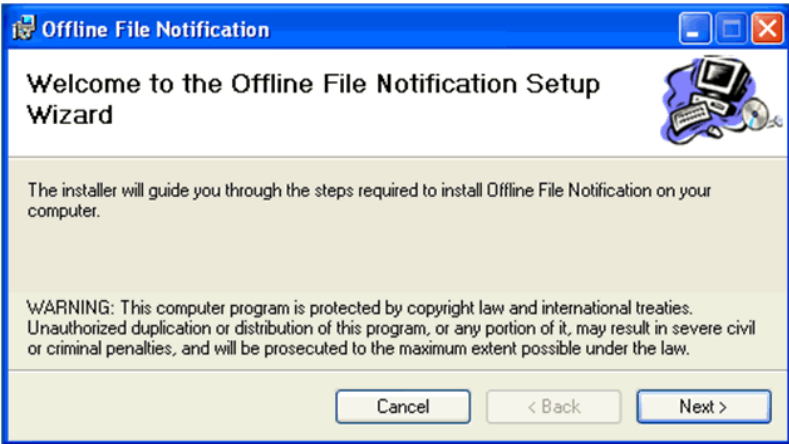 Offline File Notification
Welcome to the Offline File Notification Setup
Wizard
The installer will guide you through the steps required to install Offline File Notification on your
computer.
WARNING: This computer program is protected by copyright law and international treaties.
Unauthorized duplication or distribution of this program, or any portion of it, may result in severe civil
or criminal penalties, and will be prosecuted to the maximum extent possible under the law.
Cancel
< Back
Next >